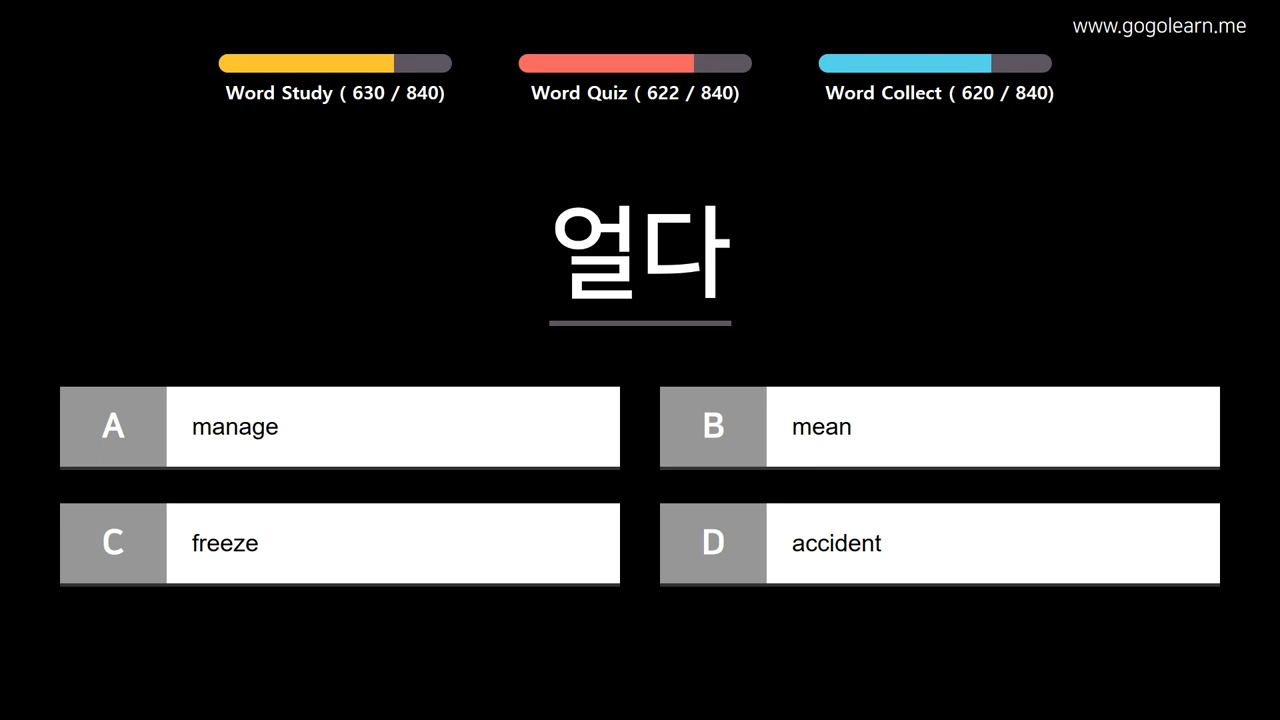 www.gogolearn.me
Word Study ( 630 / 840)
Word Quiz ( 622 / 840)
Word Collect ( 620 / 840)
얼다
A manage
B mean
C freeze
D accident